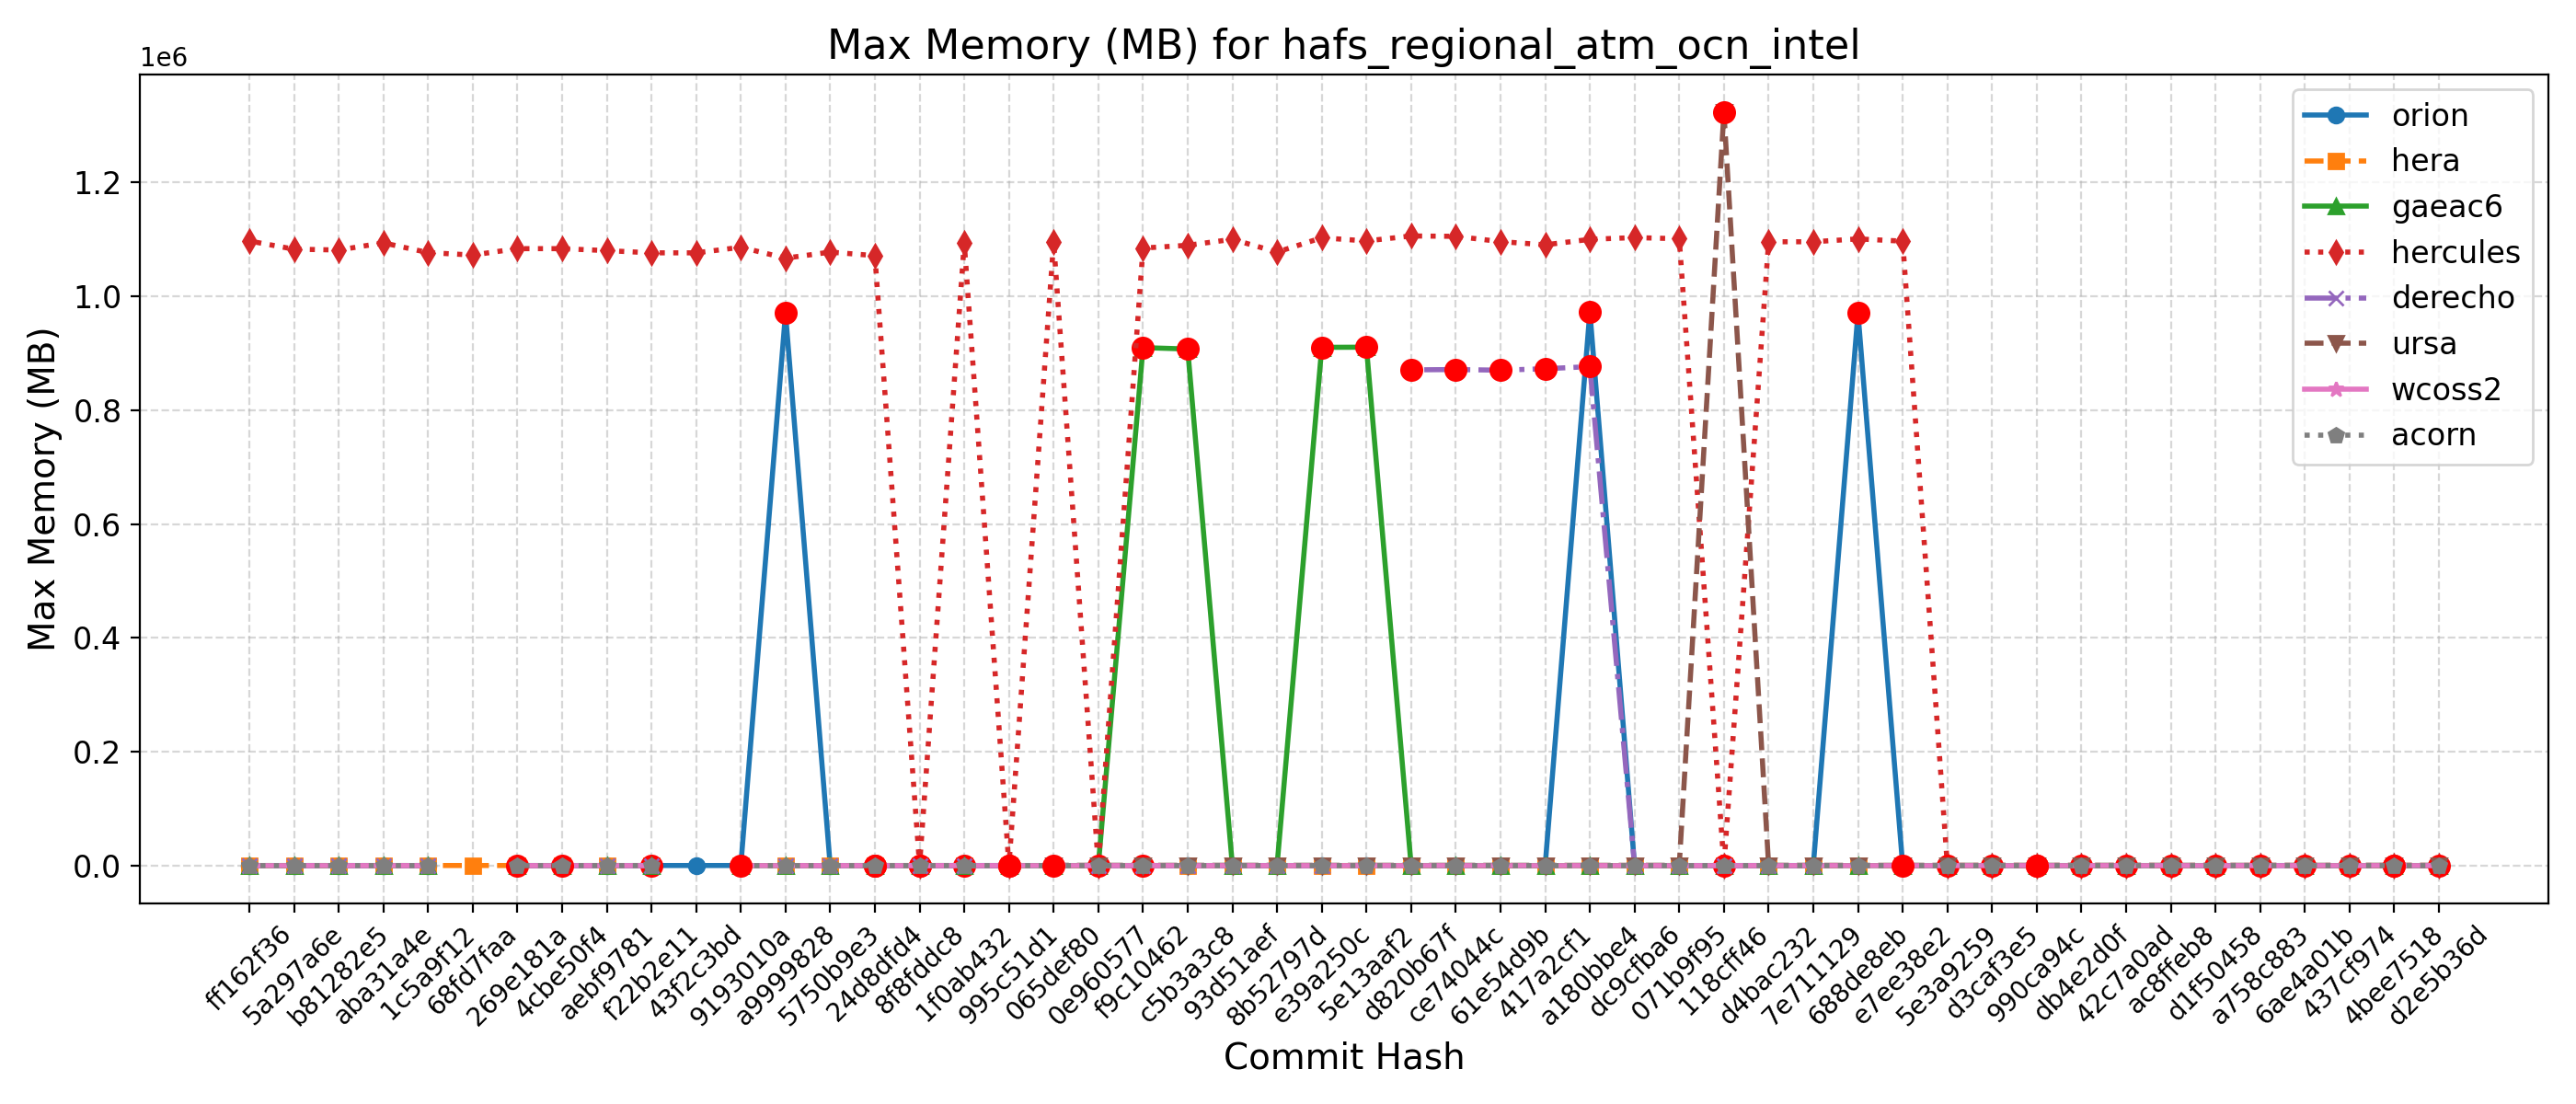 Max Memory (MB) for hafs_regional_atm_ocn_intel
1e6
1.2
1.0
0.8
0.6
0.4
0.2
0.0
Max Memory (MB)
orion
hera
gaeac6
hercules
derecho
ursa
wcoss2
acorn
ff162f36
5a297a6e
b81282e5
aba31a4e
1c5a9f12
68fd7faa
269e181a
4cbe50f4
aebf9781
f22b2e11
43f2c3bd
9193010a
a9999828
5750b9e3
24d8dfd4
8f8fddc8
1f0ab432
995c51d1
065def80
0e960577
f9c10462
c5b3a3c8
93d51aef
8b52797d
e39a250c
5e13aaf2
d820b67f
ce74044c
61e54d9b
417a2cf1
a180bbe4
dc9cfba6
071b9f95
118cff46
d4bac232
7e711129
688de8eb
e7ee38e2
5e3a9259
d3caf3e5
990ca94c
db4e2d0f
42c7a0ad
ac8ffeb8
d1f50458
a758c883
6ae4a01b
437cf974
4bee7518
d2e5b36d
Commit Hash